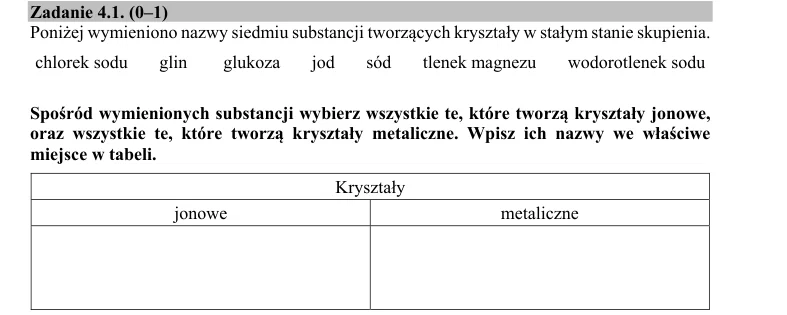 Zadanie 4.1. (0–1)
Poniżej wymieniono nazwy siedmiu substancji tworzących kryształy w stałym stanie skupienia.
chlorek sodu glin glukoza jod sód tlenek magnezu wodorotlenek sodu
Spośród wymienionych substancji wybierz wszystkie te, które tworzą kryształy jonowe,
oraz wszystkie te, które tworzą kryształy metaliczne. Wpisz ich nazwy we właściwe
miejsce w tabeli.
Kryształy
jonowe metaliczne